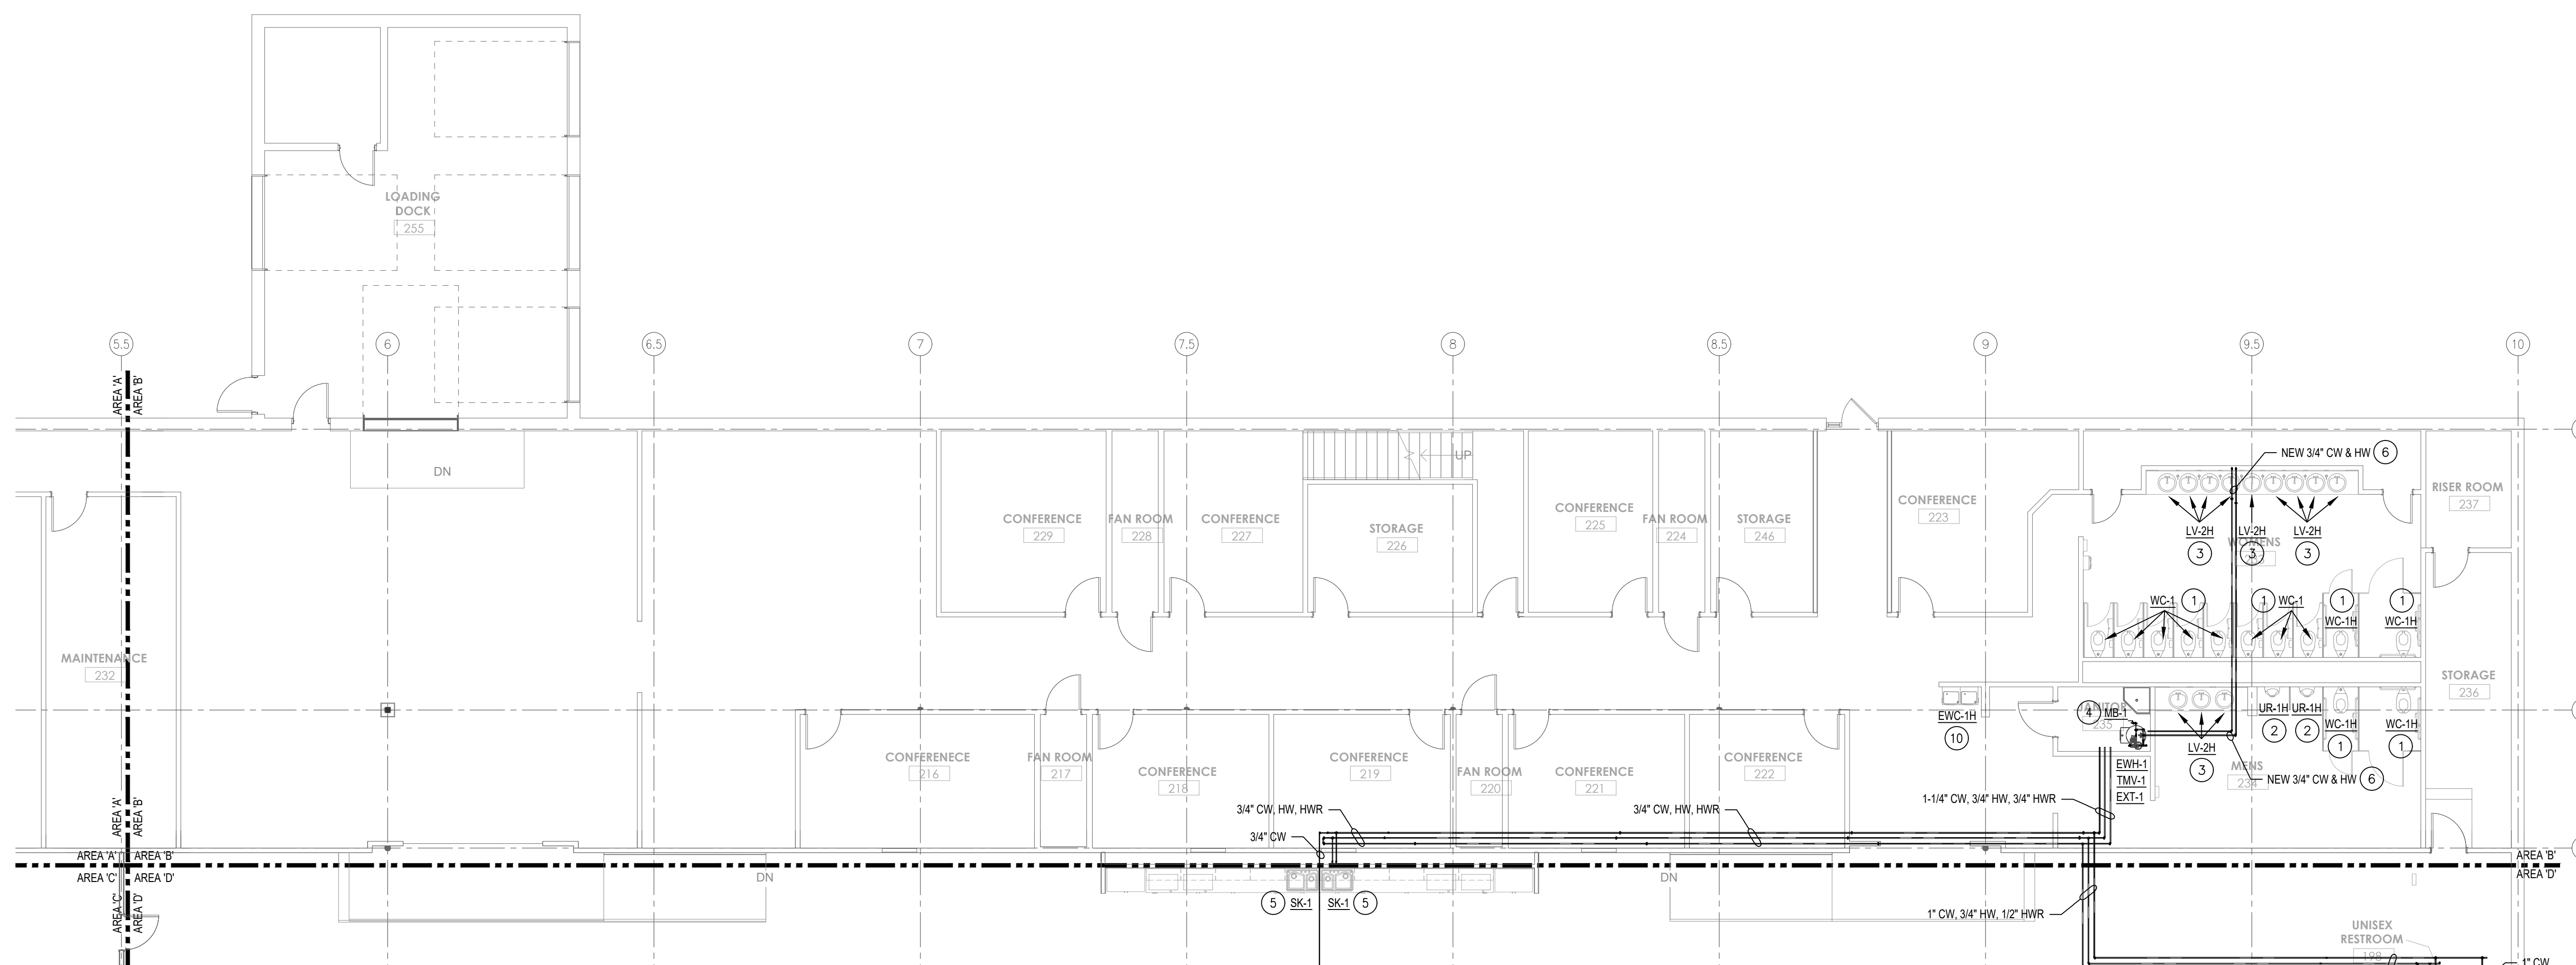 LOADING
DOCK
255
5.5
6
6.5
7
7.5
8
8.5
9
9.5
10
AREA 'A'
AREA 'B'
DN
UP
NEW 3/4" CW & HW
6
CONFERENCE
229
FAN ROOM
228
CONFERENCE
227
STORAGE
226
CONFERENCE
225
FAN ROOM
224
STORAGE
246
CONFERENCE
223
RISER ROOM
237
LV-2H
3
LV-2H
3
LV-2H
3
WOMENS
WC-1
1
1
WC-1
1
WC-1H
1
WC-1H
MAINTENANCE
232
STORAGE
236
EWC-1H
10
4
MB-1
JANITOR
235
UR-1H
2
UR-1H
2
WC-1H
1
WC-1H
1
LV-2H
3
MENS
234
NEW 3/4" CW & HW
6
EWH-1
TMV-1
EXT-1
CONFERENECE
216
FAN ROOM
217
CONFERENCE
218
CONFERENCE
219
FAN ROOM
220
CONFERENCE
221
CONFERENCE
222
3/4" CW, HW, HWR
3/4" CW, HW, HWR
1-1/4" CW, 3/4" HW, 3/4" HWR
3/4" CW
AREA 'A'
AREA 'B'
AREA 'A'
AREA 'B'
AREA 'C'
AREA 'D'
AREA 'C'
AREA 'D'
AREA 'B'
AREA 'D'
DN
DN
5
SK-1
SK-1
5
1" CW, 3/4" HW, 1/2" HWR
UNISEX
RESTROOM
198
1" CW